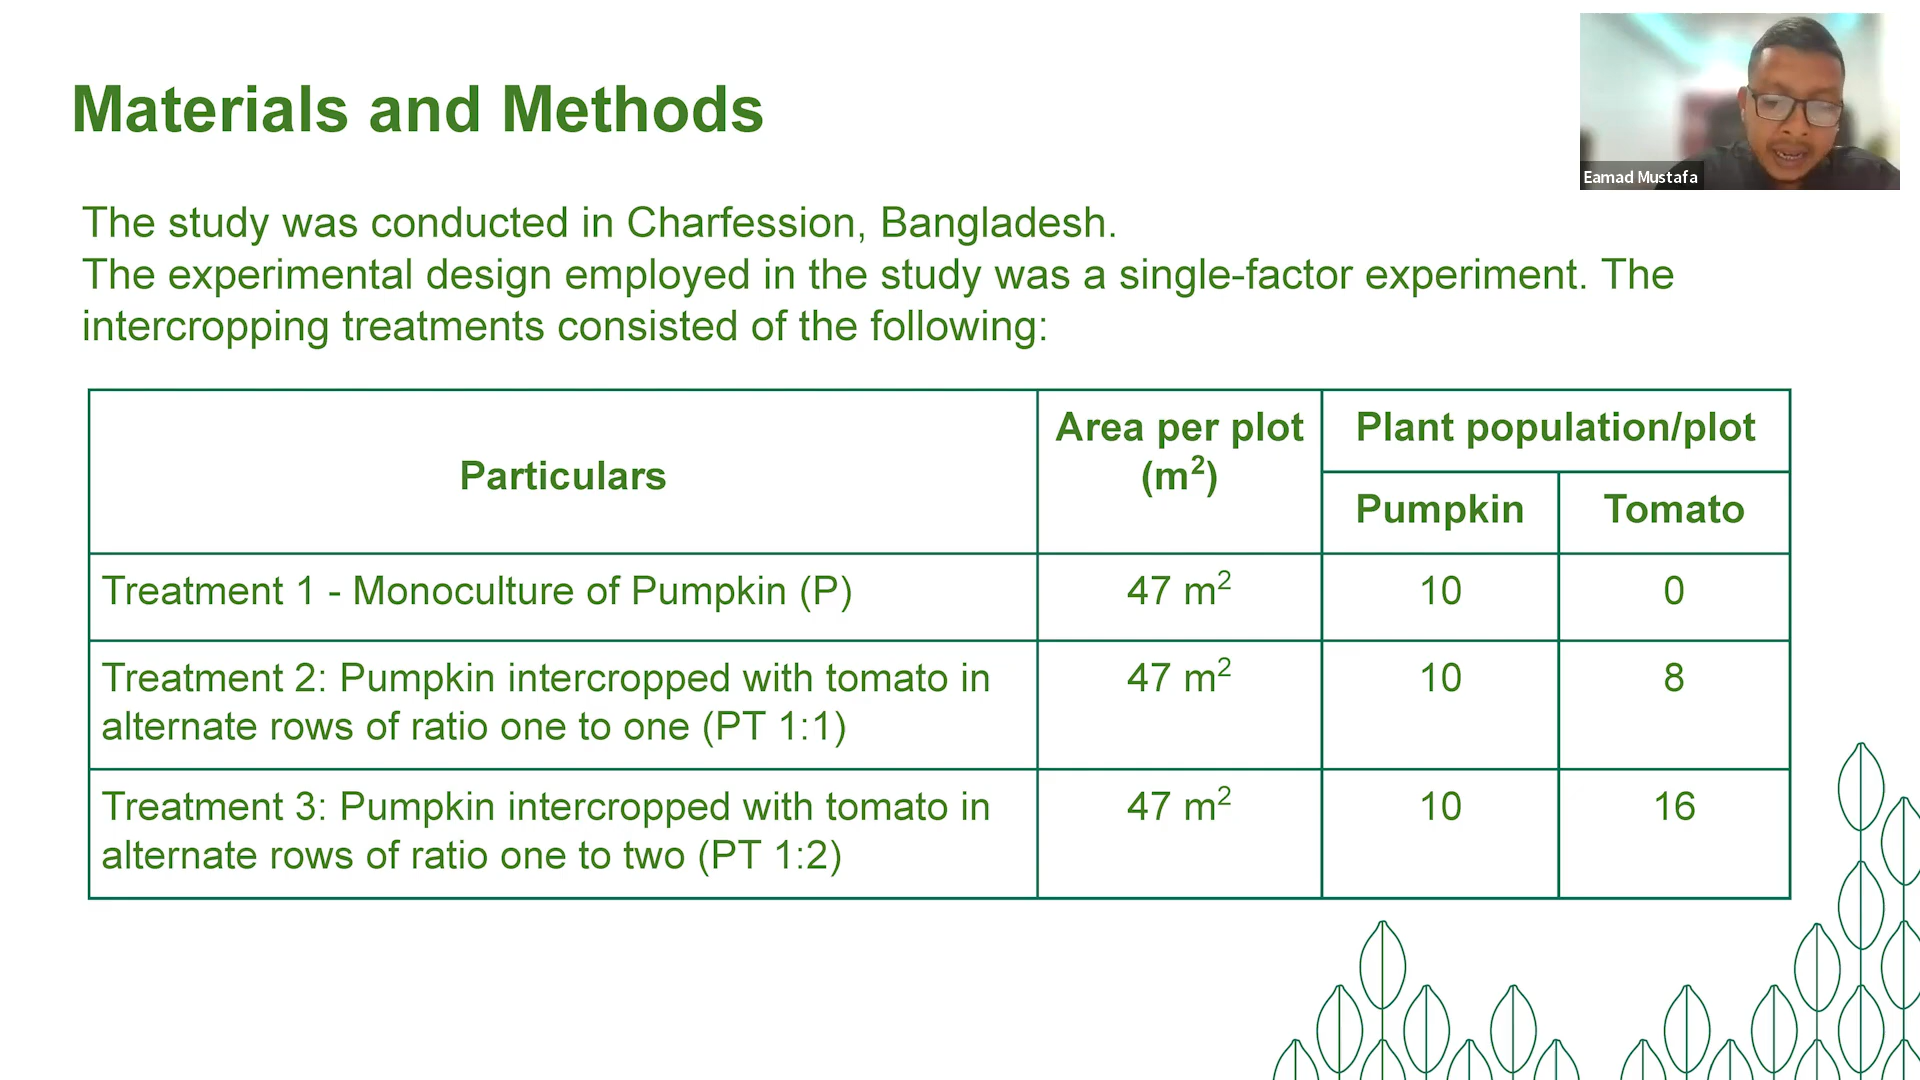 Materials and Methods
Eamad Mustafa
The study was conducted in Charfession, Bangladesh.
The experimental design employed in the study was a single-factor experiment. The
intercropping treatments consisted of the following:
Particulars
Area per plot
(m²)
Plant population/plot
Pumpkin
Tomato
Treatment 1 - Monoculture of Pumpkin (P)
47 m²
10
0
Treatment 2: Pumpkin intercropped with tomato in
alternate rows of ratio one to one (PT 1:1)
47 m²
10
8
Treatment 3: Pumpkin intercropped with tomato in
alternate rows of ratio one to two (PT 1:2)
47 m²
10
16